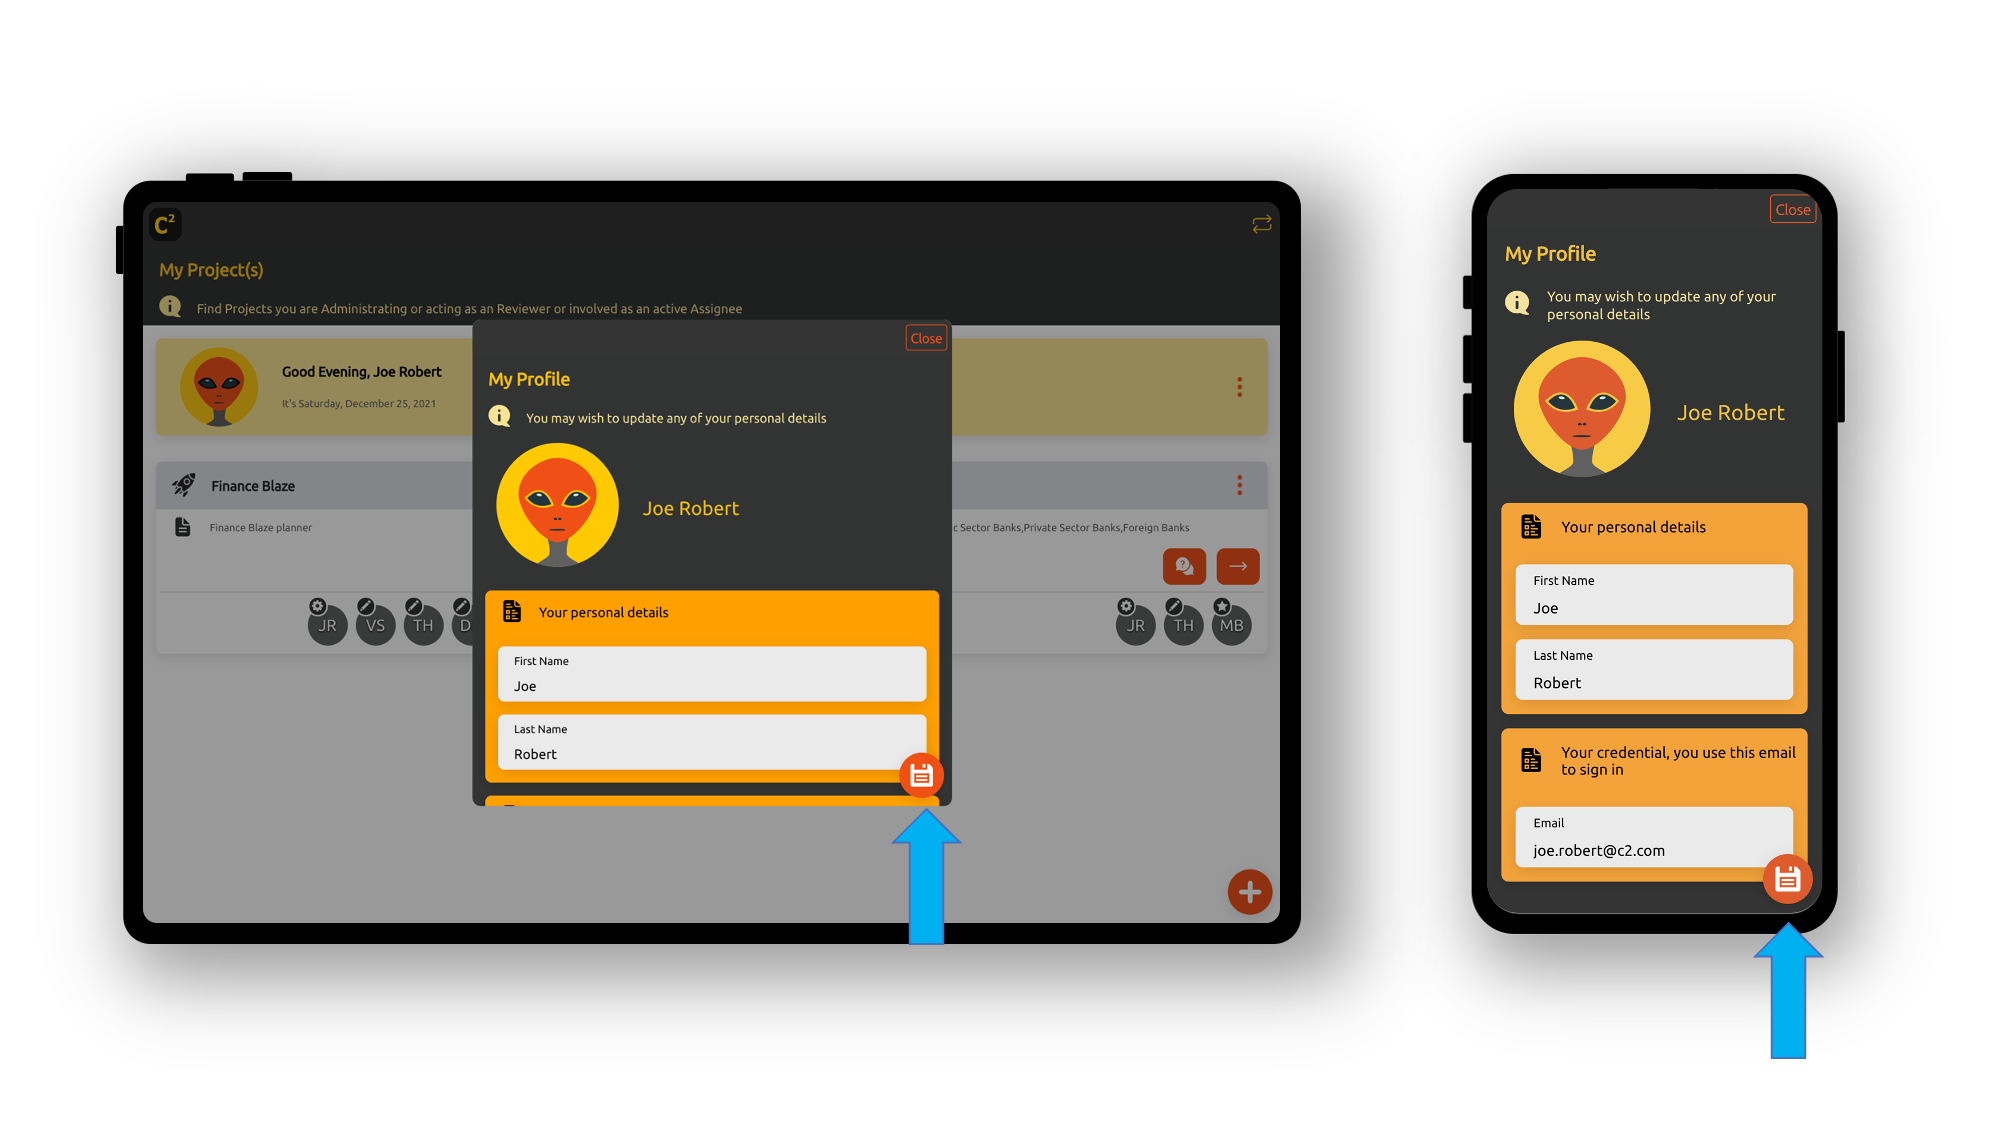 C²
My Project(s)
Find Projects you are Administrating or acting as an Reviewer or involved as an active Assignee
Good Evening, Joe Robert
It's Saturday, December 25, 2021
Finance Blaze
Finance Blaze planner
c Sector Banks,Private Sector Banks,Foreign Banks
JR VS TH D
JR TH MB
Close
My Profile
You may wish to update any of your personal details
Joe Robert
Your personal details
First Name
Joe
Last Name
Robert
Close
My Profile
You may wish to update any of your
personal details
Joe Robert
Your personal details
First Name
Joe
Last Name
Robert
Your credential, you use this email
to sign in
Email
joe.robert@c2.com